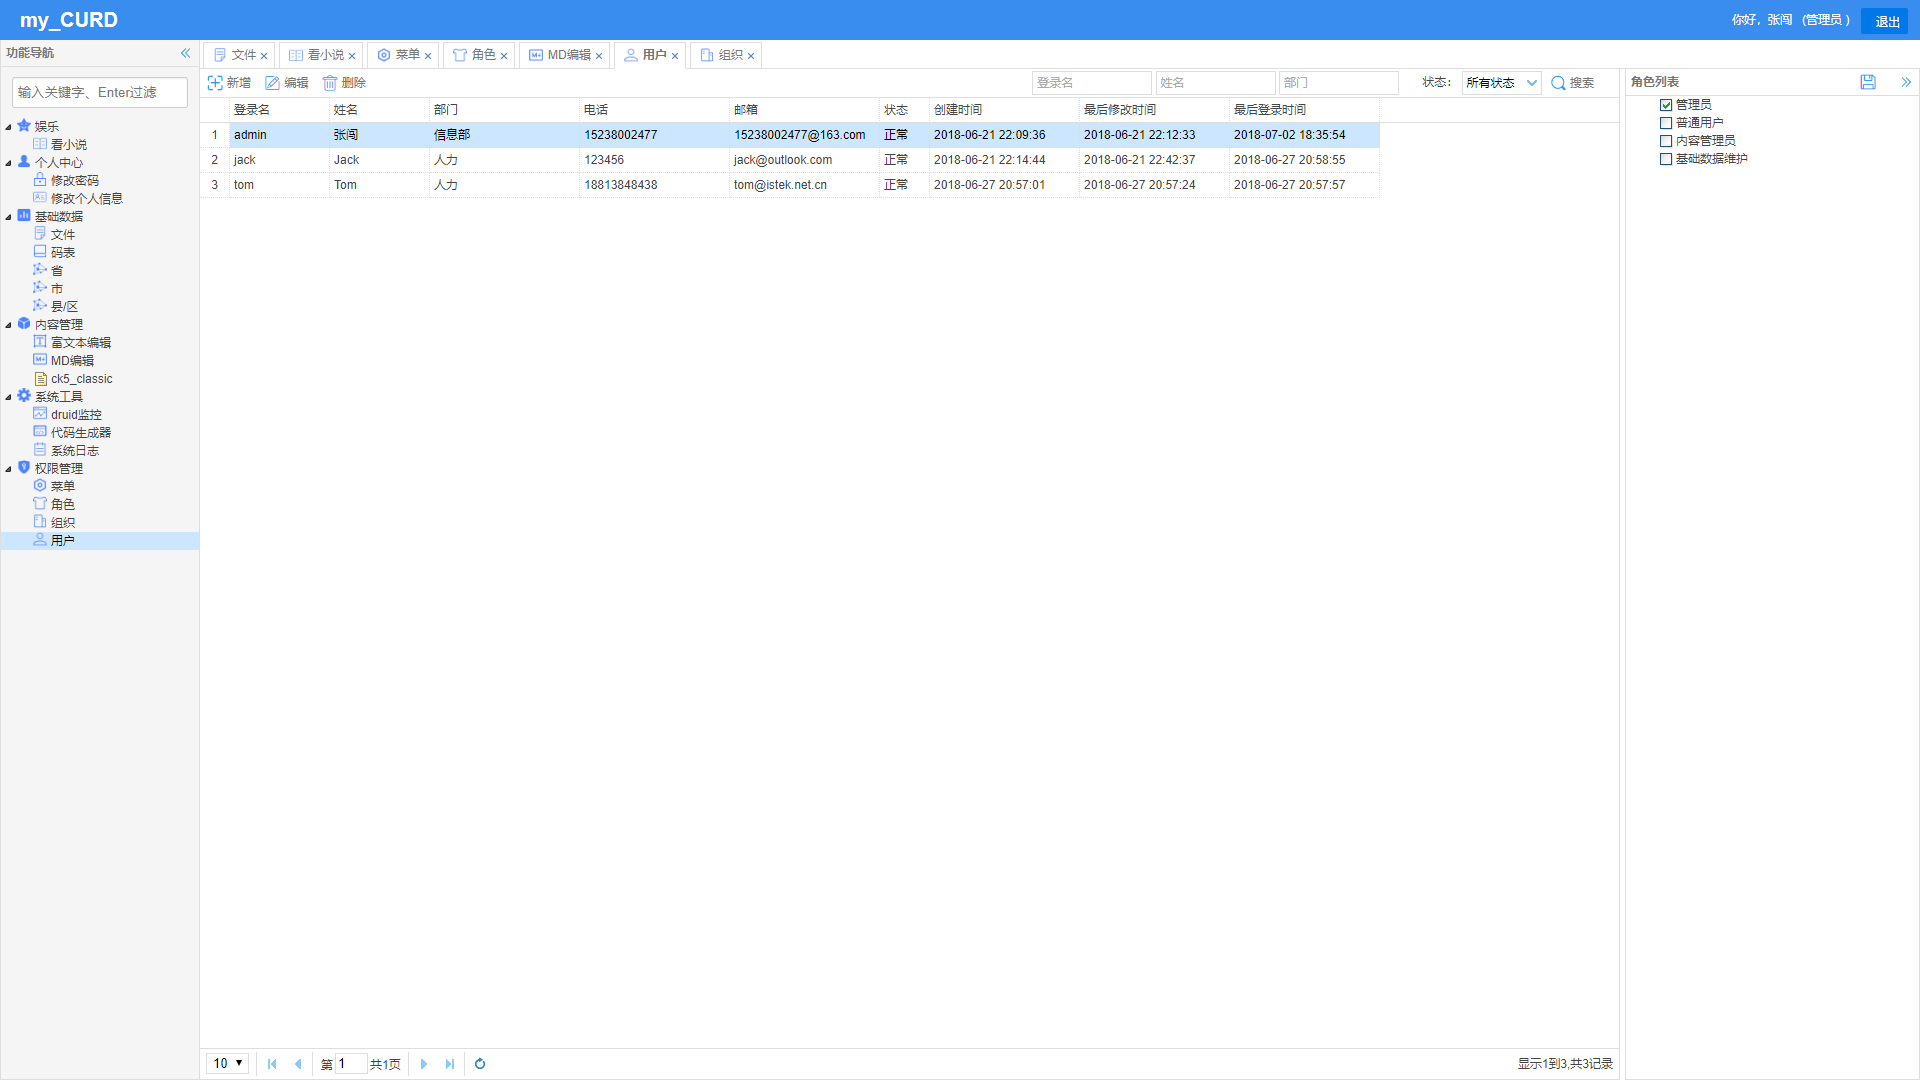 my_CURD
你好，张闯 （管理员） 退出
功能导航
输入关键字、Enter过滤
娱乐
看小说
个人中心
修改密码
修改个人信息
基础数据
文件
码表
省
市
县/区
内容管理
富文本编辑
MD编辑
ck5_classic
系统工具
druid监控
代码生成器
系统日志
权限管理
菜单
角色
组织
用户
文件 看小说 菜单 角色 MD编辑 用户 组织
新增 编辑 删除 登录名 姓名 部门 状态： 所有状态 搜索
登录名 姓名 部门 电话 邮箱 状态 创建时间 最后修改时间 最后登录时间
1 admin 张闯 信息部 15238002477 15238002477@163.com 正常 2018-06-21 22:09:36 2018-06-21 22:12:33 2018-07-02 18:35:54
2 jack Jack 人力 123456 jack@outlook.com 正常 2018-06-21 22:14:44 2018-06-21 22:42:37 2018-06-27 20:58:55
3 tom Tom 人力 18813848438 tom@istek.net.cn 正常 2018-06-27 20:57:01 2018-06-27 20:57:24 2018-06-27 20:57:57
10 第 1 共1页 显示1到3,共3记录
角色列表
管理员
普通用户
内容管理员
基础数据维护